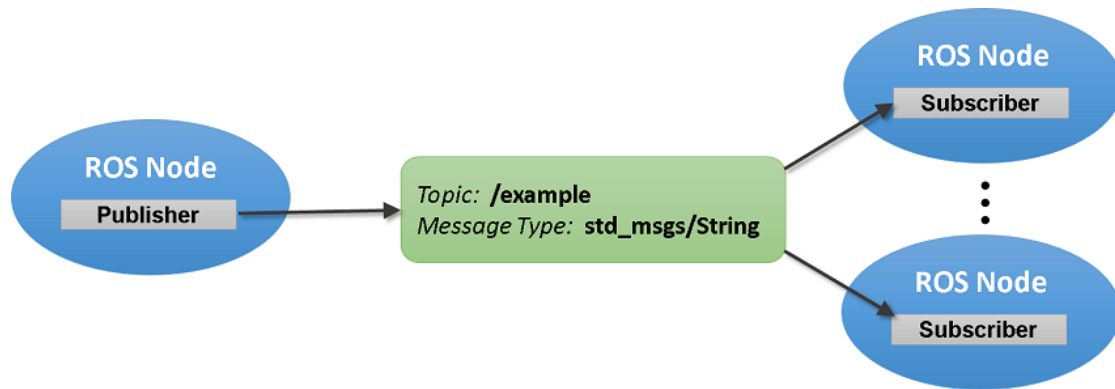 ROS Node
Publisher
Topic: /example
Message Type: std_msgs/String
ROS Node
Subscriber
ROS Node
Subscriber